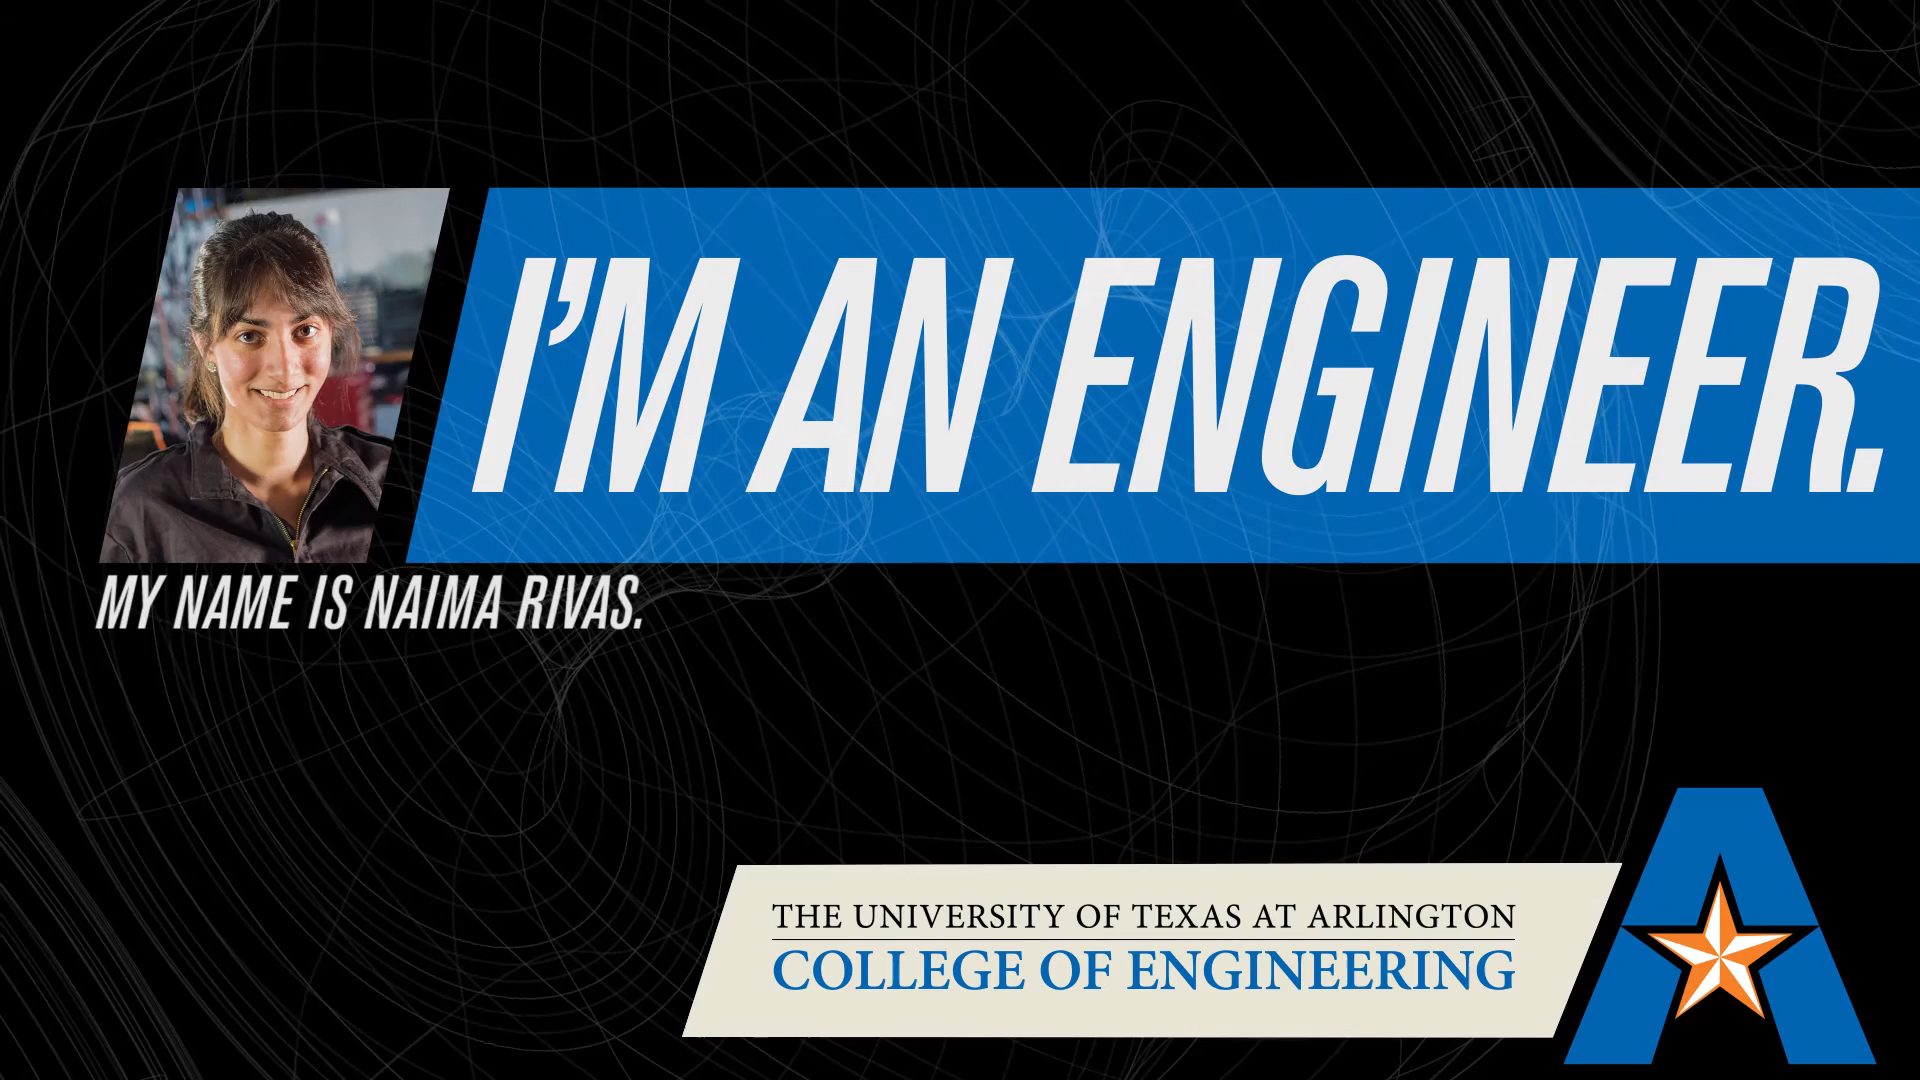 I'M AN ENGINEER.
MY NAME IS NAIMA RIVAS.
THE UNIVERSITY OF TEXAS AT ARLINGTON
COLLEGE OF ENGINEERING